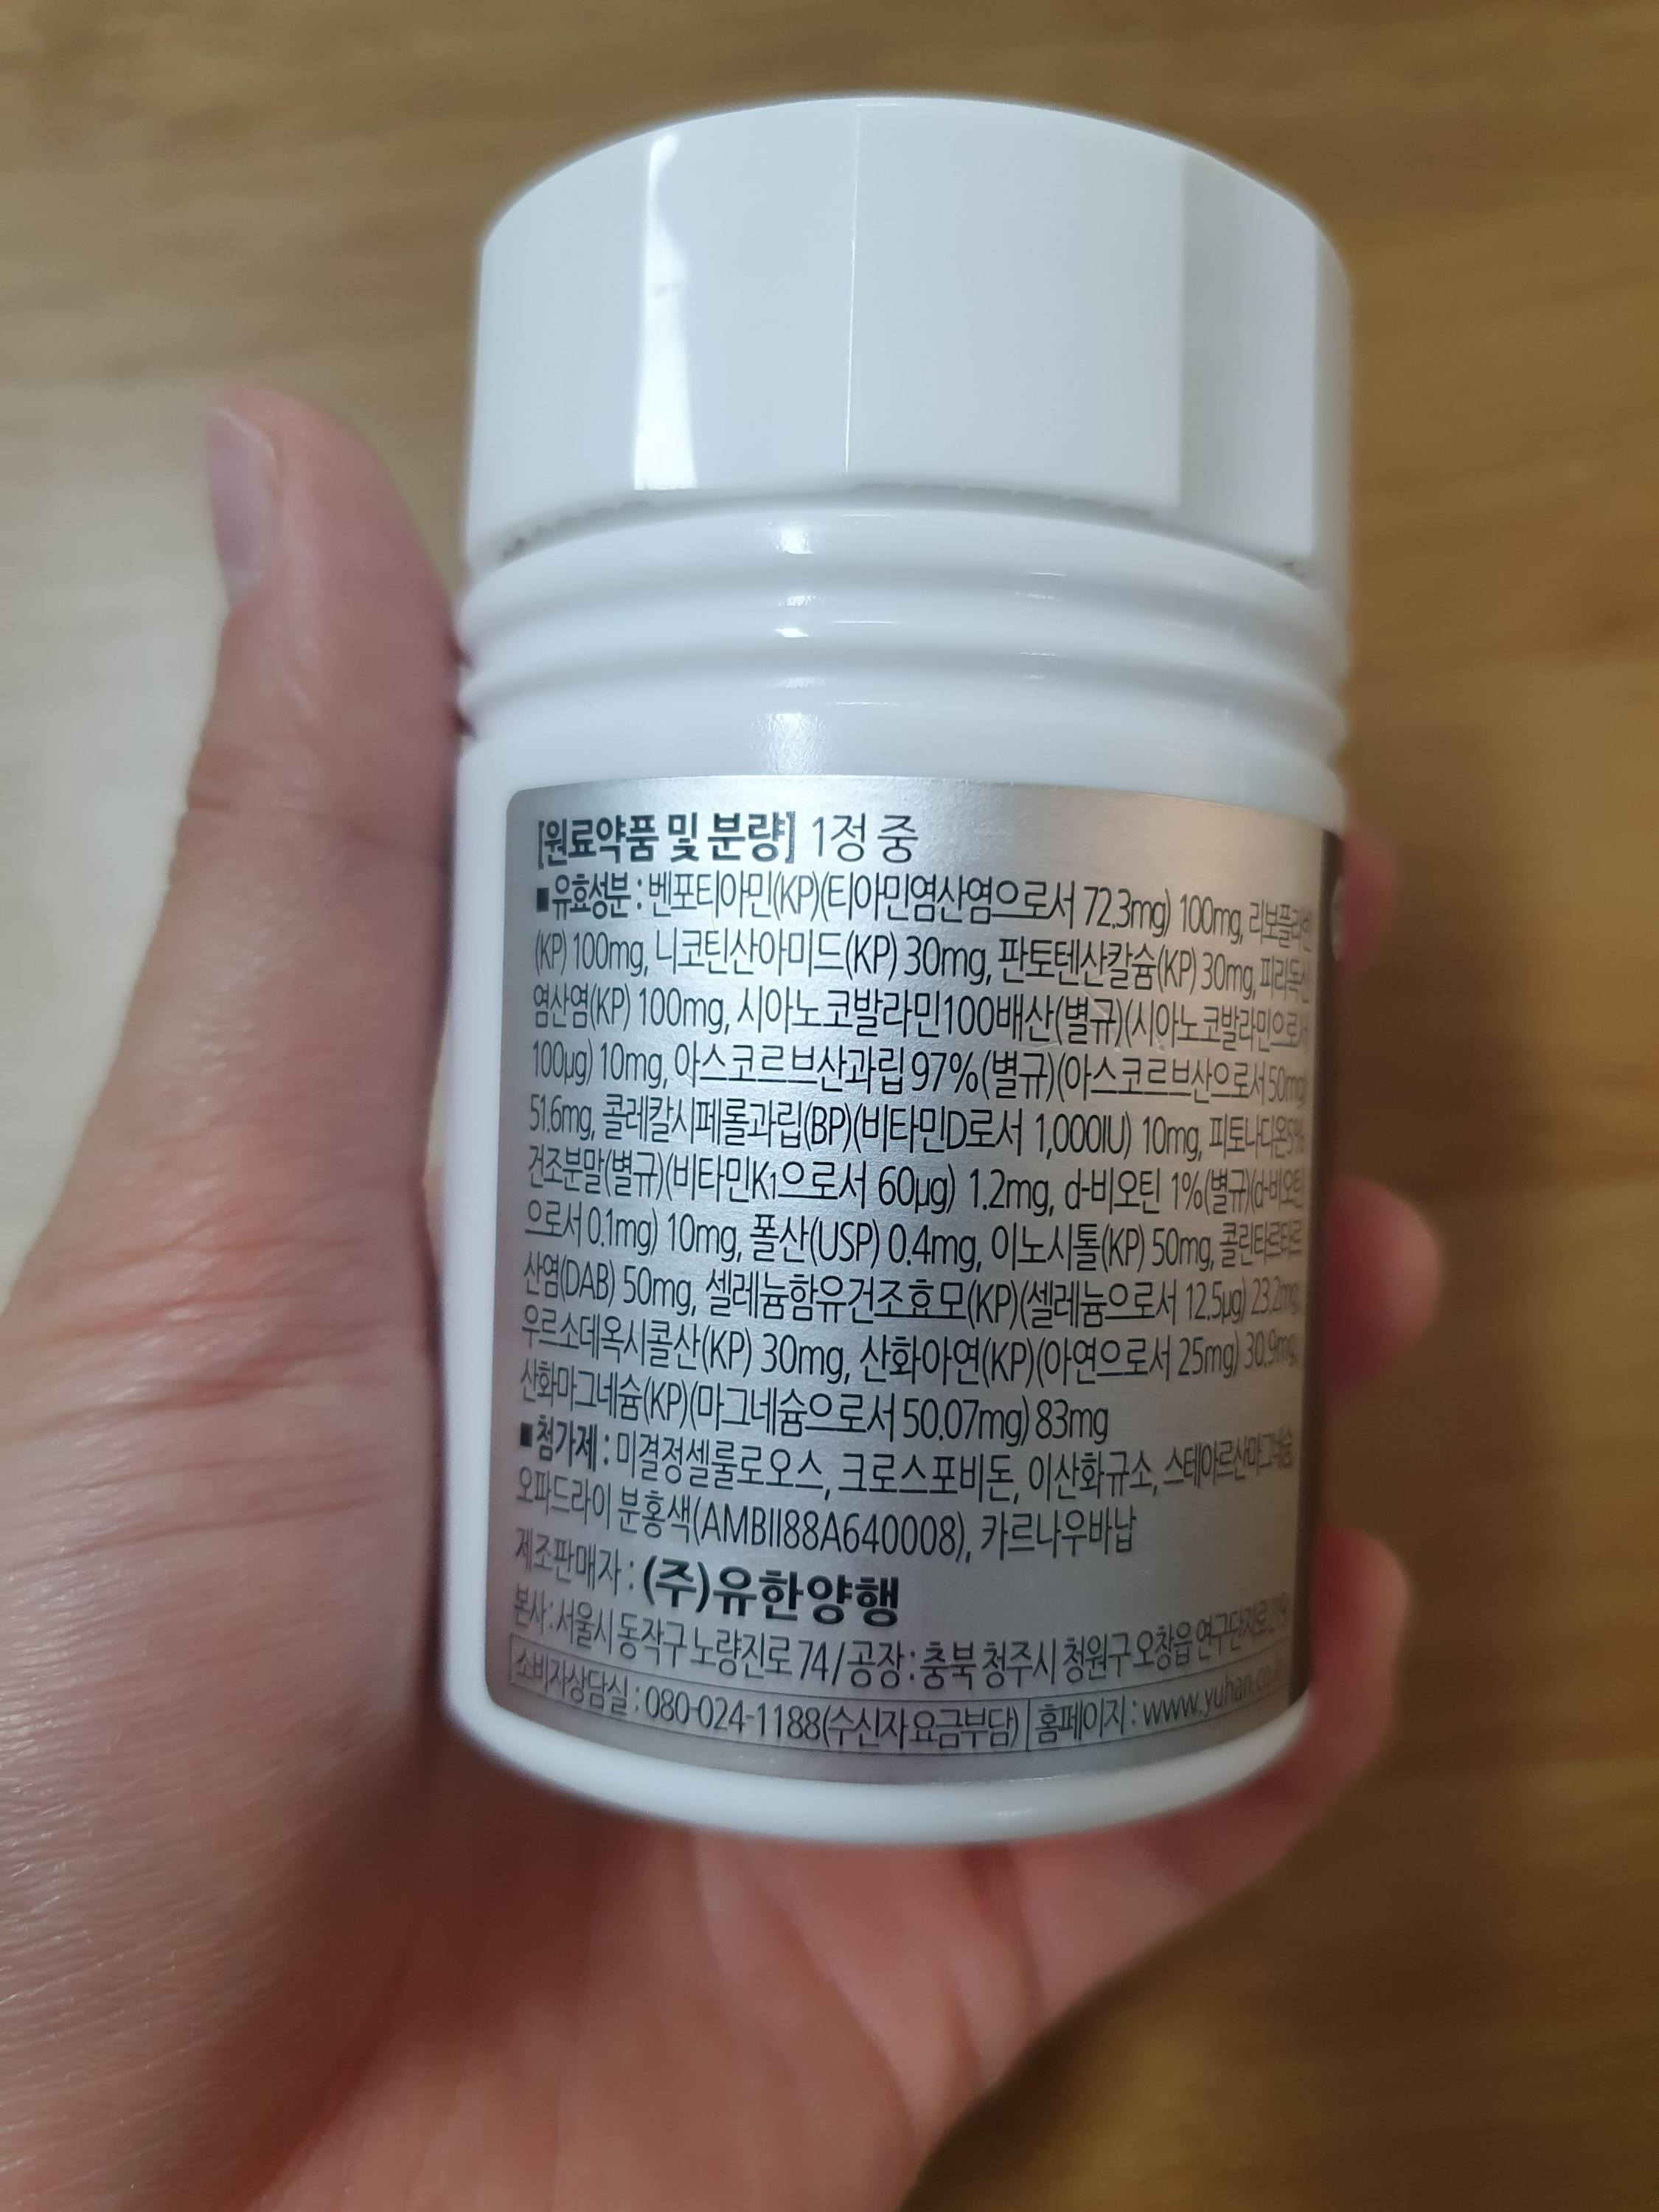 [원료약품 및 분량] 1정 중
■유효성분 : 벤포티아민(KP)(티아민염산염으로서 72.3mg) 100mg, 리보플라빈
(KP) 100mg, 니코틴산아미드(KP) 30mg, 판토텐산칼슘(KP) 30mg, 피리독신
염산염(KP) 100mg, 시아노코발라민100배산(별규)(시아노코발라민으로서
100μg) 10mg, 아스코르브산과립 97%(별규)(아스코르브산으로서 50mg)
51.6mg, 콜레칼시페롤과립(BP)(비타민D로서 1,000IU) 10mg, 피토나디온5%
건조분말(별규)(비타민K1으로서 60μg) 1.2mg, d-비오틴 1%(별규)(d-비오틴
으로서 0.1mg) 10mg, 폴산(USP) 0.4mg, 이노시톨(KP) 50mg, 콜린타르타르
산염(DAB) 50mg, 셀레늄함유건조효모(KP)(셀레늄으로서 12.5μg) 23.2mg,
우르소데옥시콜산(KP) 30mg, 산화아연(KP)(아연으로서 25mg) 30.9mg,
산화마그네슘(KP)(마그네슘으로서 50.07mg) 83mg
■첨가제 : 미결정셀룰로오스, 크로스포비돈, 이산화규소, 스테아르산마그네슘
오파드라이 분홍색(AMBII88A640008), 카르나우바납
제조판매자 : (주)유한양행
본사 : 서울시 동작구 노량진로 74 / 공장 : 충북 청주시 청원구 오창읍 연구단지로
소비자상담실 : 080-024-1188(수신자 요금부담) 홈페이지 : www.yuhan.co